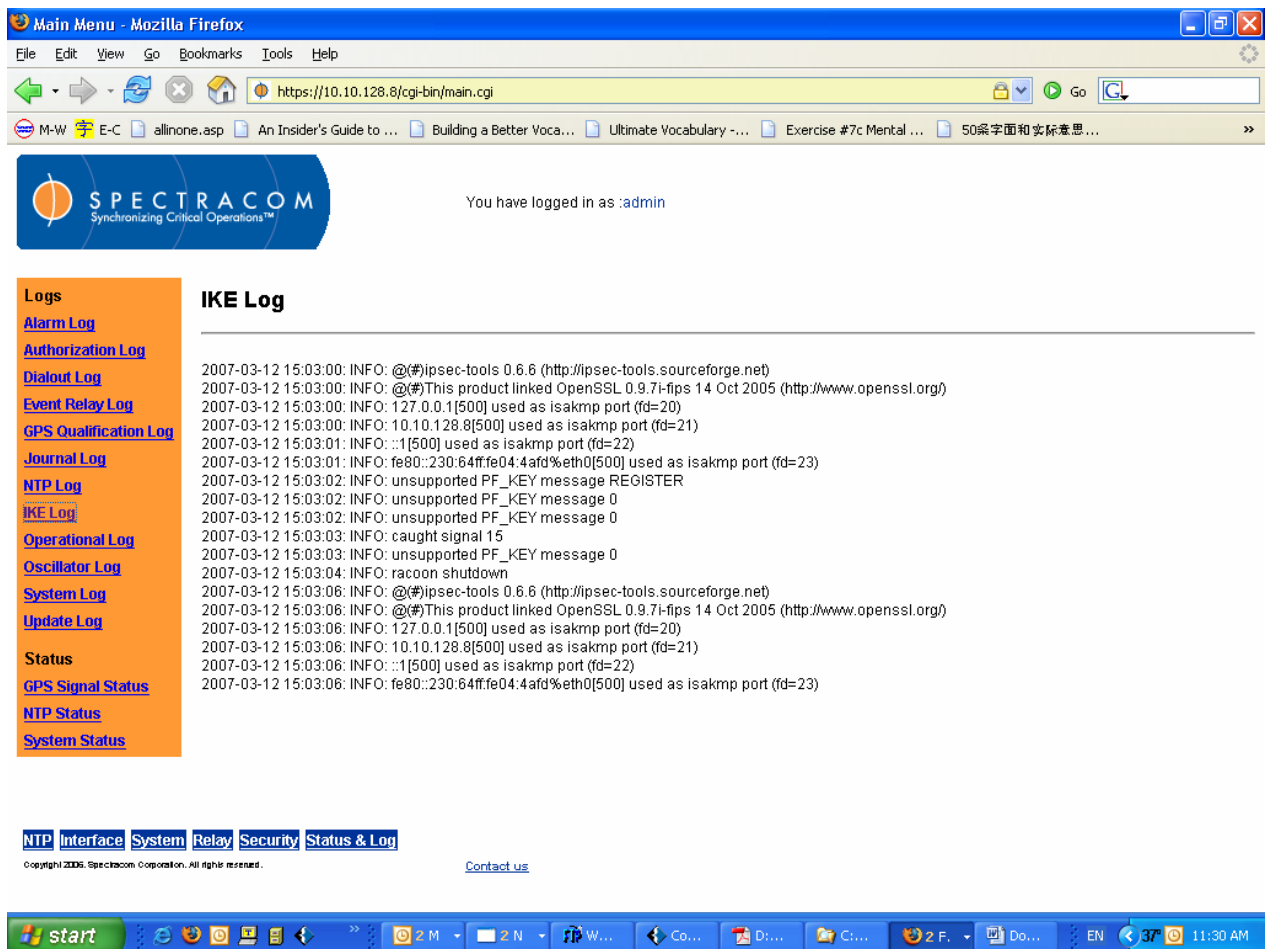 Main Menu - Mozilla Firefox
File Edit View Go Bookmarks Tools Help
https://10.10.128.8/cgi-bin/main.cgi Go G
M-W 字 E-C allinone.asp An Insider's Guide to ... Building a Better Voca... Ultimate Vocabulary -... Exercise #7c Mental ... 50条字面和实际意思... »
SPECTRACOM
Synchronizing Critical Operations™
You have logged in as :admin
Logs
Alarm Log
Authorization Log
Dialout Log
Event Relay Log
GPS Qualification Log
Journal Log
NTP Log
IKE Log
Operational Log
Oscillator Log
System Log
Update Log
Status
GPS Signal Status
NTP Status
System Status
IKE Log
2007-03-12 15:03:00: INFO: @(#)ipsec-tools 0.6.6 (http://ipsec-tools.sourceforge.net)
2007-03-12 15:03:00: INFO: @(#)This product linked OpenSSL 0.9.7i-fips 14 Oct 2005 (http://www.openssl.org/)
2007-03-12 15:03:00: INFO: 127.0.0.1[500] used as isakmp port (fd=20)
2007-03-12 15:03:00: INFO: 10.10.128.8[500] used as isakmp port (fd=21)
2007-03-12 15:03:01: INFO: ::1[500] used as isakmp port (fd=22)
2007-03-12 15:03:01: INFO: fe80::230:64ff:fe04:4afd%eth0[500] used as isakmp port (fd=23)
2007-03-12 15:03:02: INFO: unsupported PF_KEY message REGISTER
2007-03-12 15:03:02: INFO: unsupported PF_KEY message 0
2007-03-12 15:03:02: INFO: unsupported PF_KEY message 0
2007-03-12 15:03:03: INFO: caught signal 15
2007-03-12 15:03:03: INFO: unsupported PF_KEY message 0
2007-03-12 15:03:04: INFO: racoon shutdown
2007-03-12 15:03:06: INFO: @(#)ipsec-tools 0.6.6 (http://ipsec-tools.sourceforge.net)
2007-03-12 15:03:06: INFO: @(#)This product linked OpenSSL 0.9.7i-fips 14 Oct 2005 (http://www.openssl.org/)
2007-03-12 15:03:06: INFO: 127.0.0.1[500] used as isakmp port (fd=20)
2007-03-12 15:03:06: INFO: 10.10.128.8[500] used as isakmp port (fd=21)
2007-03-12 15:03:06: INFO: ::1[500] used as isakmp port (fd=22)
2007-03-12 15:03:06: INFO: fe80::230:64ff:fe04:4afd%eth0[500] used as isakmp port (fd=23)
NTP Interface System Relay Security Status & Log
Copyright 2006. Spectracom Corporation. All rights reserved.
Contact us
start » 2 M 2 N W... Co... D:... C:... 2 F. Do... EN 37° 11:30 AM